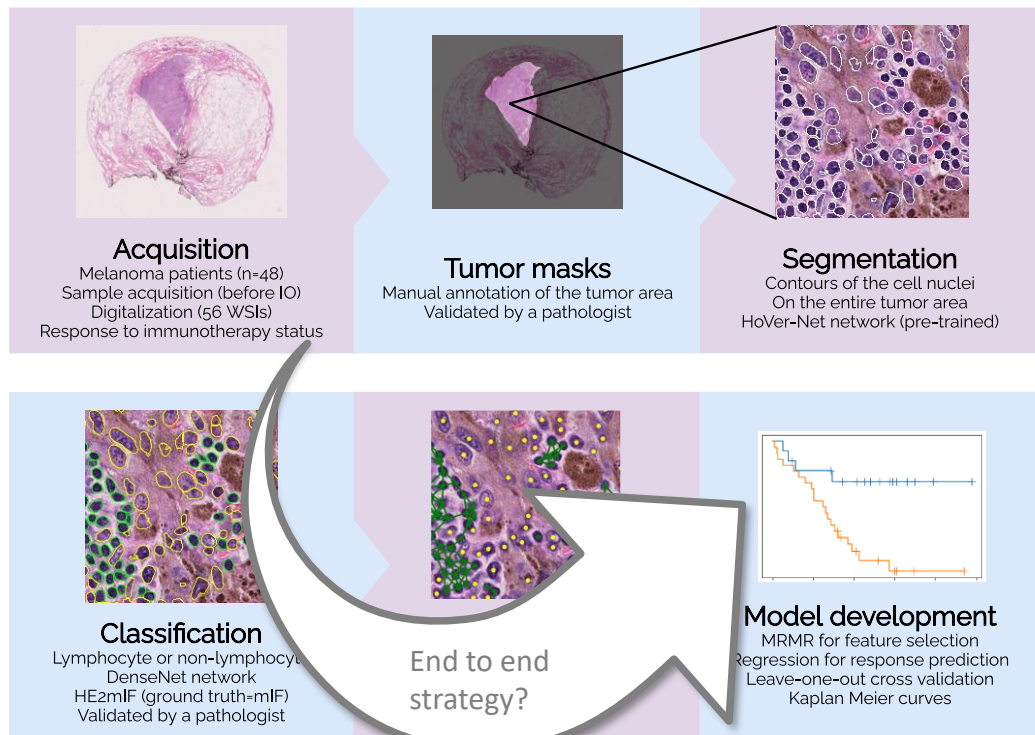 Acquisition
Melanoma patients (n=48)
Sample acquisition (before IO)
Digitalization (56 WSIs)
Response to immunotherapy status
Tumor masks
Manual annotation of the tumor area
Validated by a pathologist
Segmentation
Contours of the cell nuclei
On the entire tumor area
HoVer-Net network (pre-trained)
Classification
Lymphocyte or non-lymphocyt
DenseNet network
HE2mIF (ground truth=mIF)
Validated by a pathologist
End to end
strategy?
Model development
MRMR for feature selection
Regression for response prediction
Leave-one-out cross validation
Kaplan Meier curves